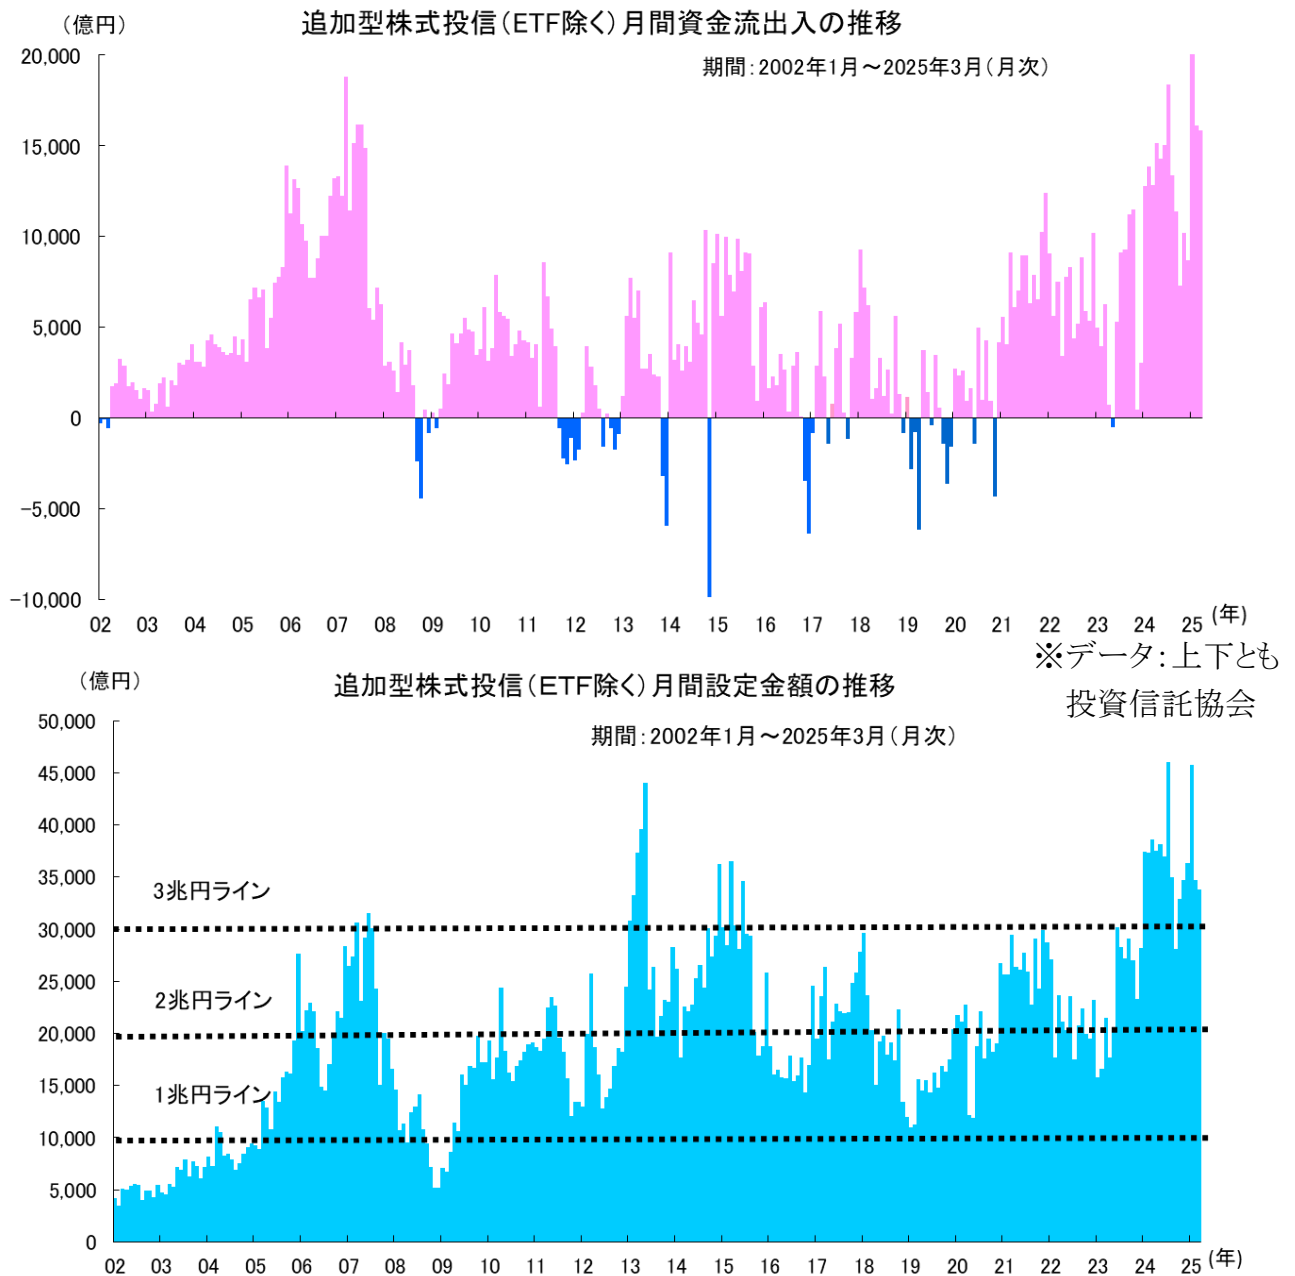 （億円）
追加型株式投信（ETF除く）月間資金流出入の推移
期間：2002年1月～2025年3月（月次）
20,000
15,000
10,000
5,000
0
−5,000
−10,000
02 03 04 05 06 07 08 09 10 11 12 13 14 15 16 17 18 19 20 21 22 23 24 25 (年)
※データ：上下とも
投資信託協会
（億円）
追加型株式投信（ETF除く）月間設定金額の推移
期間：2002年1月～2025年3月（月次）
50,000
45,000
40,000
35,000
3兆円ライン
30,000
25,000
2兆円ライン
20,000
15,000
1兆円ライン
10,000
5,000
0
02 03 04 05 06 07 08 09 10 11 12 13 14 15 16 17 18 19 20 21 22 23 24 25 (年)